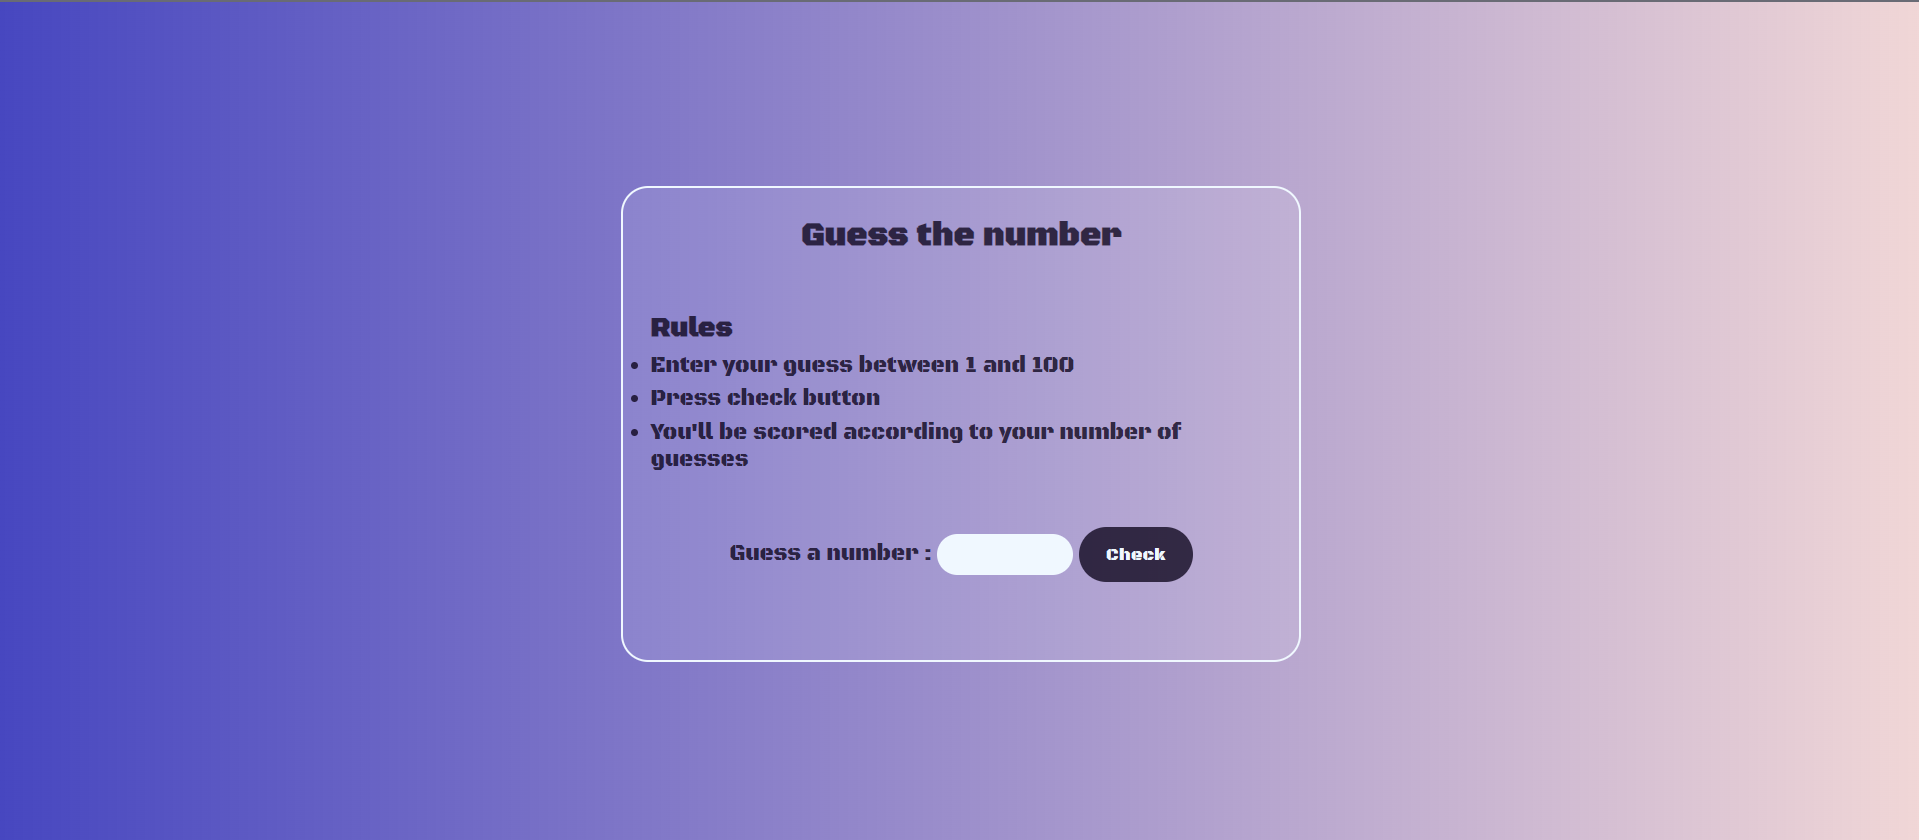 Guess the number
Rules
Enter your guess between 1 and 100
Press check button
You'll be scored according to your number of
guesses
Guess a number : Check